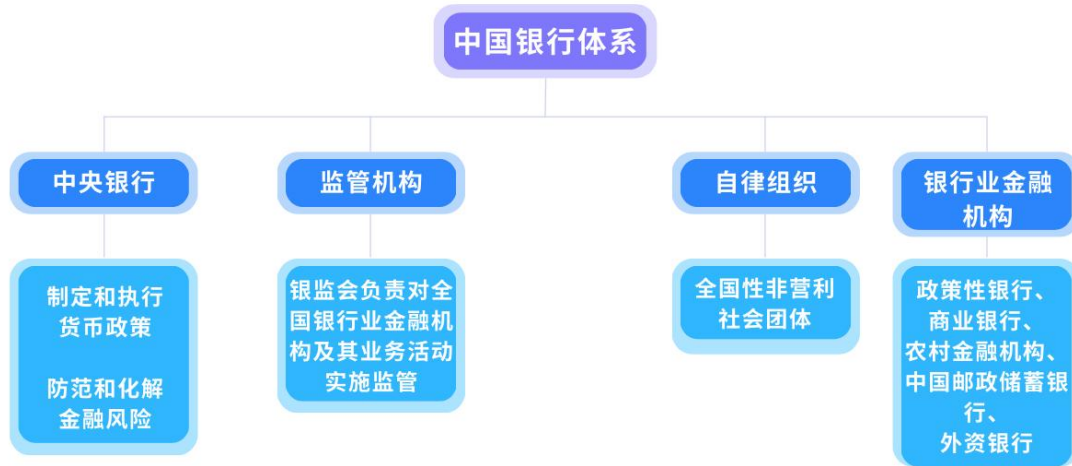 中国银行体系
中央银行
监管机构
自律组织
银行业金融
机构
制定和执行
货币政策
防范和化解
金融风险
银监会负责对全
国银行业金融机
构及其业务活动
实施监管
全国性非营利
社会团体
政策性银行、
商业银行、
农村金融机构、
中国邮政储蓄银
行、
外资银行